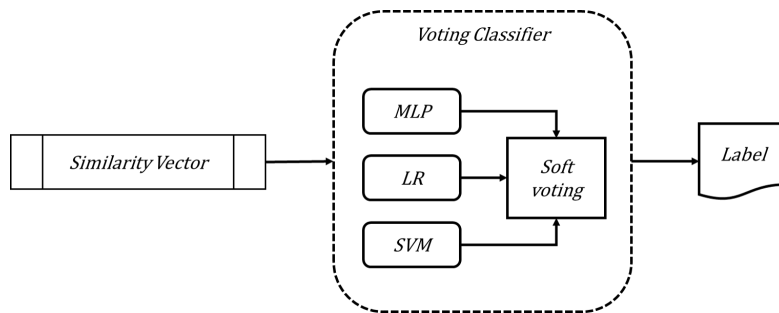 Voting Classifier
MLP
Similarity Vector
LR
Soft
voting
Label
SVM